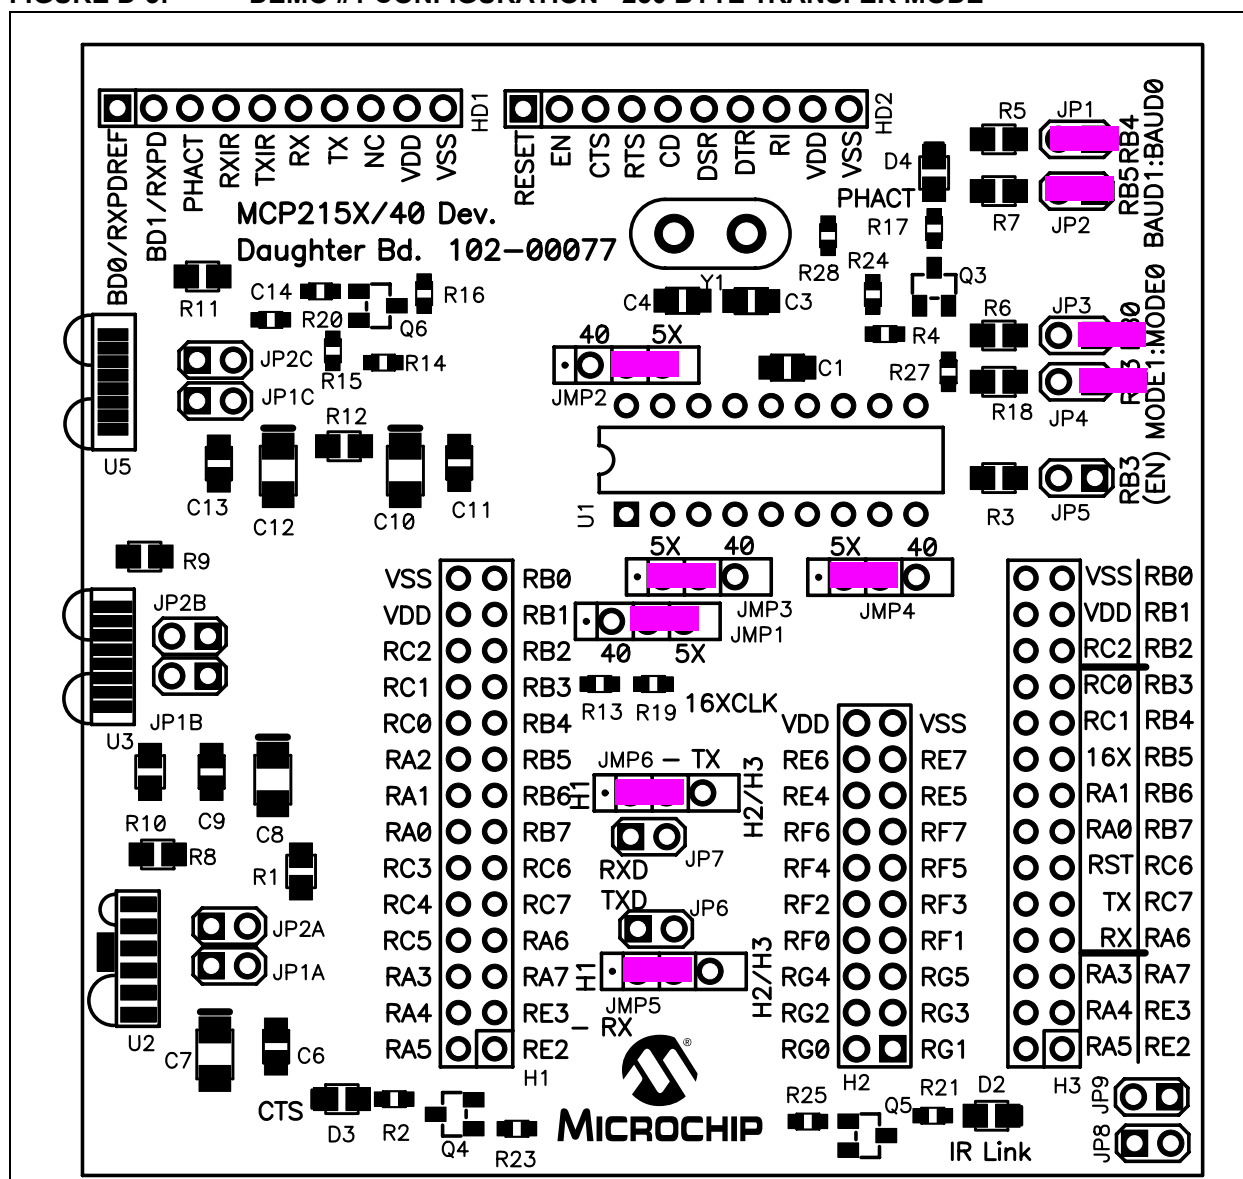 HD1
HD2
BD0/RXPDREF
BD1/RXPD
PHACT
RXIR
TXIR
RX
TX
NC
VDD
VSS
RESET
EN
CTS
RTS
CD
DSR
DTR
RI
VDD
VSS
R5
JP1
RB4
D4
PHACT
R7
JP2
RB5
BAUD1:BAUD0
MCP215X/40 Dev.
Daughter Bd. 102-00077
R17
R28
R24
Q3
R11
C14
R16
R20
Q6
Y1
C4
C3
R6
JP3
R4
JP2C
R15
R14
40 5X
JMP2
C1
R27
R18
JP4
MODE1:MODE0
JP1C
R12
U5
C13
C12
C10
C11
U1
R3
JP5
RB3
(EN)
R9
5X 40
JMP3
5X 40
JMP4
JMP1
40 5X
JP2B
JP1B
U3
R13
R19
16XCLK
VSS RB0
VDD RB1
RC2 RB2
RC1 RB3
RC0 RB4
RA2 RB5
RA1 RB6
RA0 RB7
RC3 RC6
RC4 RC7
RC5 RA6
RA3 RA7
RA4 RE3
RA5 RE2
H1
JMP6 - TX
H1
H2/H3
JP7
RXD
TXD
JP6
H1
H2/H3
JMP5
- RX
VDD VSS
RE6 RE7
RE4 RE5
RF6 RF7
RF4 RF5
RF2 RF3
RF0 RF1
RG4 RG5
RG2 RG3
RG0 RG1
H2
VSS RB0
VDD RB1
RC2 RB2
RC0 RB3
RC1 RB4
16X RB5
RA1 RB6
RA0 RB7
RST RC6
TX RC7
RX RA6
RA3 RA7
RA4 RE3
RA5 RE2
H3
R10
C9
C8
R8
R1
JP2A
JP1A
U2
C7
C6
CTS
D3
R2
Q4
R23
®
MICROCHIP
R25
Q5
R21
D2
IR Link
JP9
JP8